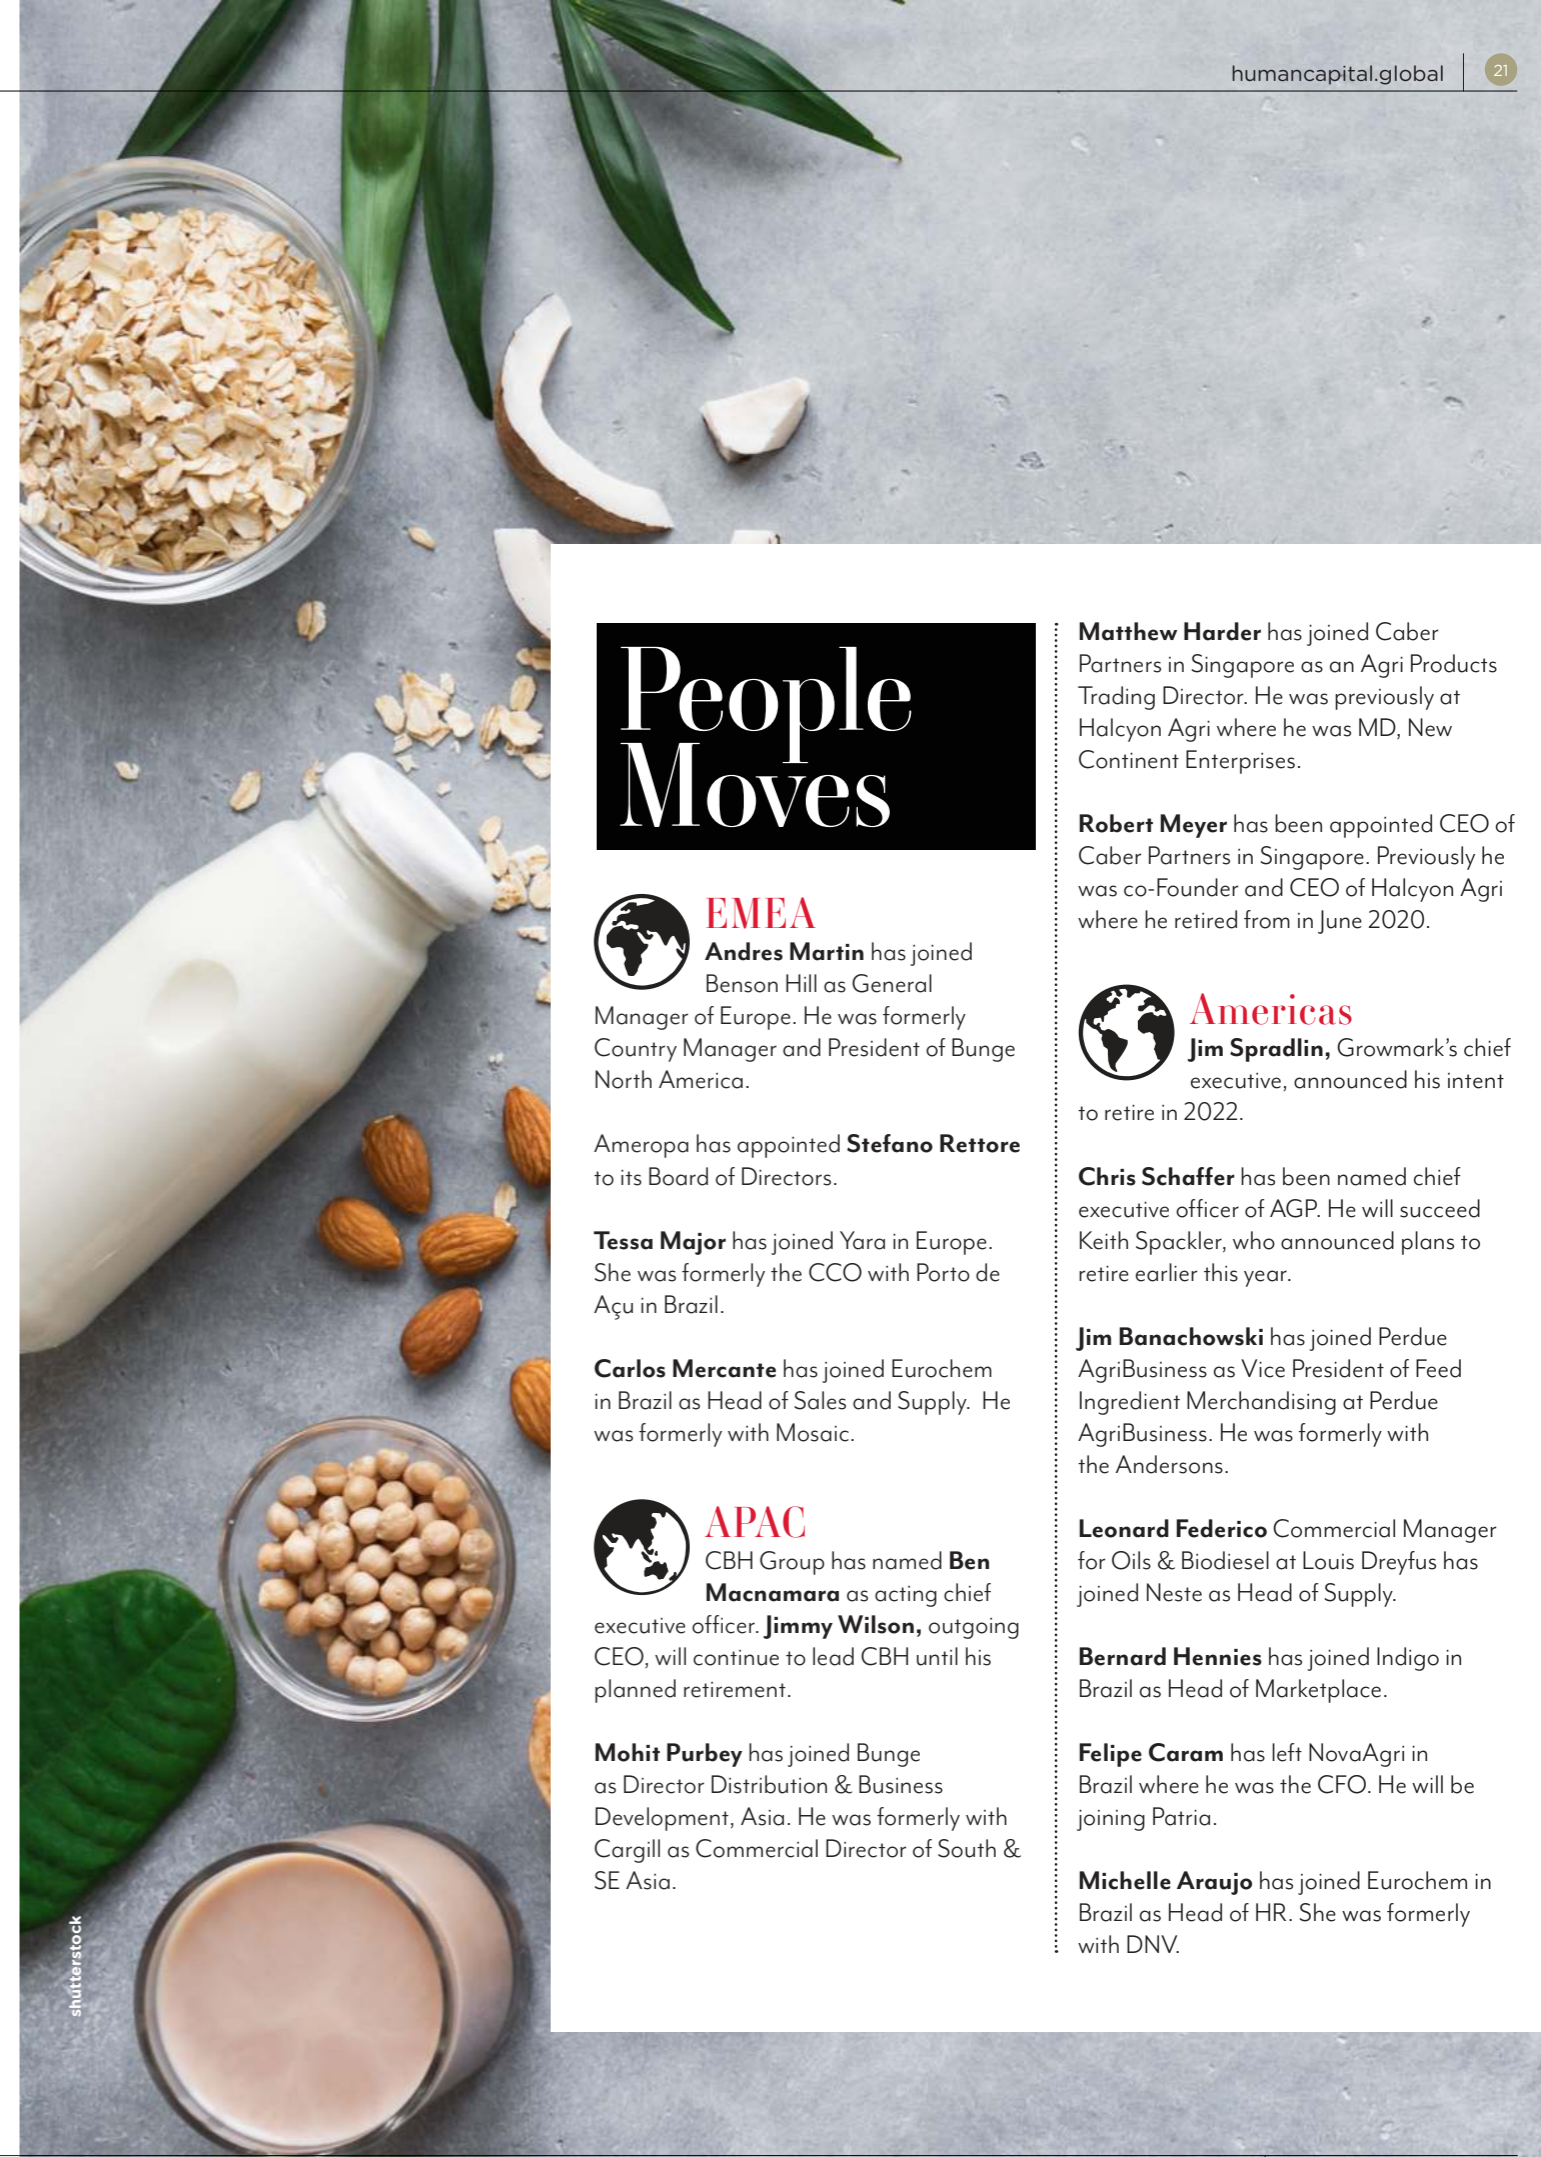 humancapital.global
21
People
Moves
EMEA
Andres Martin has joined
Benson Hill as General
Manager of Europe. He was formerly
Country Manager and President of Bunge
North America.
Ameropa has appointed Stefano Rettore
to its Board of Directors.
Tessa Major has joined Yara in Europe.
She was formerly the CCO with Porto de
Açu in Brazil.
Carlos Mercante has joined Eurochem
in Brazil as Head of Sales and Supply.  He
was formerly with Mosaic.
APAC
CBH Group has named Ben
Macnamara as acting chief
executive officer. Jimmy Wilson, outgoing
CEO, will continue to lead CBH until his
planned retirement.
Mohit Purbey has joined Bunge
as Director Distribution & Business
Development, Asia. He was formerly with
Cargill as Commercial Director of South &
SE Asia.
Matthew Harder has joined Caber
Partners in Singapore as an Agri Products
Trading Director. He was previously at
Halcyon Agri where he was MD, New
Continent Enterprises.
Robert Meyer has been appointed CEO of
Caber Partners in Singapore. Previously he
was co-Founder and CEO of Halcyon Agri
where he retired from in June 2020.
Americas
Jim Spradlin, Growmark’s chief
executive, announced his intent
to retire in 2022.
Chris Schaffer has been named chief
executive officer of AGP. He will succeed
Keith Spackler, who announced plans to
retire earlier this year.
Jim Banachowski has joined Perdue
AgriBusiness as Vice President of Feed
Ingredient Merchandising at Perdue
AgriBusiness. He was formerly with
the Andersons.
Leonard Federico Commercial Manager
for Oils & Biodiesel at Louis Dreyfus has
joined Neste as Head of Supply.
Bernard Hennies has joined Indigo in
Brazil as Head of Marketplace.
Felipe Caram has left NovaAgri in
Brazil where he was the CFO. He will be
joining Patria.
Michelle Araujo has joined Eurochem in
Brazil as Head of HR. She was formerly
with DNV.
shutterstock